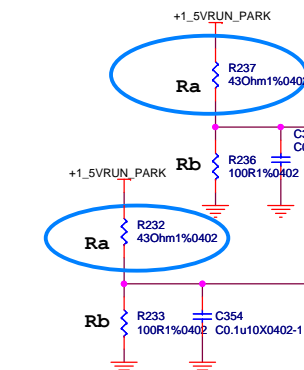 +1_5VRUN_PARK
R237
43Ohm1%0402
Ra
Rb
R236
100R1%0402
+1_5VRUN_PARK
R232
43Ohm1%0402
Ra
Rb
R233
100R1%0402
C354
C0.1u10X0402-1